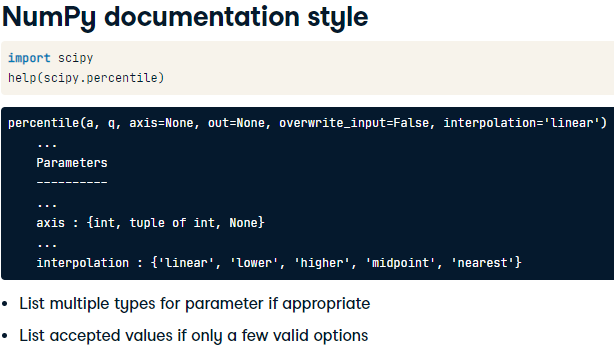 NumPy documentation style
import scipy
help(scipy.percentile)
percentile(a, q, axis=None, out=None, overwrite_input=False, interpolation='linear')
...
Parameters
----------
...
axis : {int, tuple of int, None}
...
interpolation : {'linear', 'lower', 'higher', 'midpoint', 'nearest'}
• List multiple types for parameter if appropriate
• List accepted values if only a few valid options